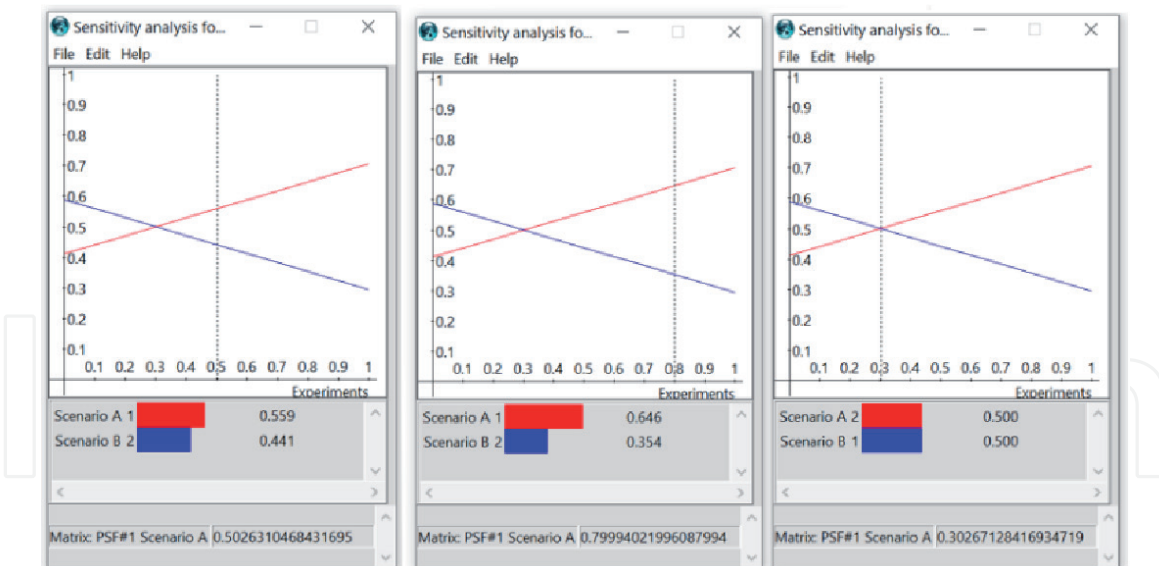 Sensitivity analysis fo...
File Edit Help
1
0.9
0.8
0.7
0.6
0.5
0.4
0.3
0.2
0.1
0.1 0.2 0.3 0.4 0.5 0.6 0.7 0.8 0.9 1
Experiments
Scenario A 1 0.559
Scenario B 2 0.441
Matrix: PSF#1 Scenario A 0.5026310468431695
Sensitivity analysis fo...
File Edit Help
1
0.9
0.8
0.7
0.6
0.5
0.4
0.3
0.2
0.1
0.1 0.2 0.3 0.4 0.5 0.6 0.7 0.8 0.9 1
Experiments
Scenario A 1 0.646
Scenario B 2 0.354
Matrix: PSF#1 Scenario A 0.79994021996087994
Sensitivity analysis fo...
File Edit Help
1
0.9
0.8
0.7
0.6
0.5
0.4
0.3
0.2
0.1
0.1 0.2 0.3 0.4 0.5 0.6 0.7 0.8 0.9 1
Experiments
Scenario A 2 0.500
Scenario B 1 0.500
Matrix: PSF#1 Scenario A 0.30267128416934719